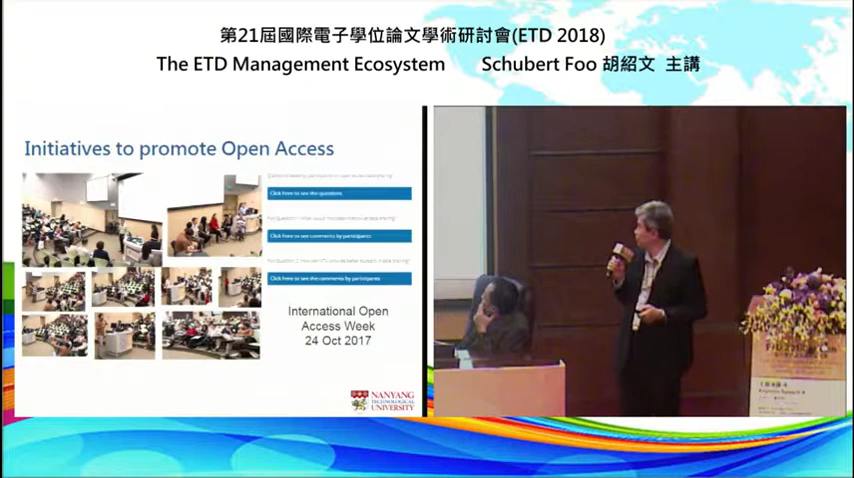 第21屆國際電子學位論文學術研討會(ETD 2018)
The ETD Management Ecosystem Schubert Foo 胡紹文 主講
Initiatives to promote Open Access
Click here to see the questions
Click here to see comments by participants
Click here to see the comments by participants
International Open
Access Week
24 Oct 2017
NANYANG
TECHNOLOGICAL
UNIVERSITY